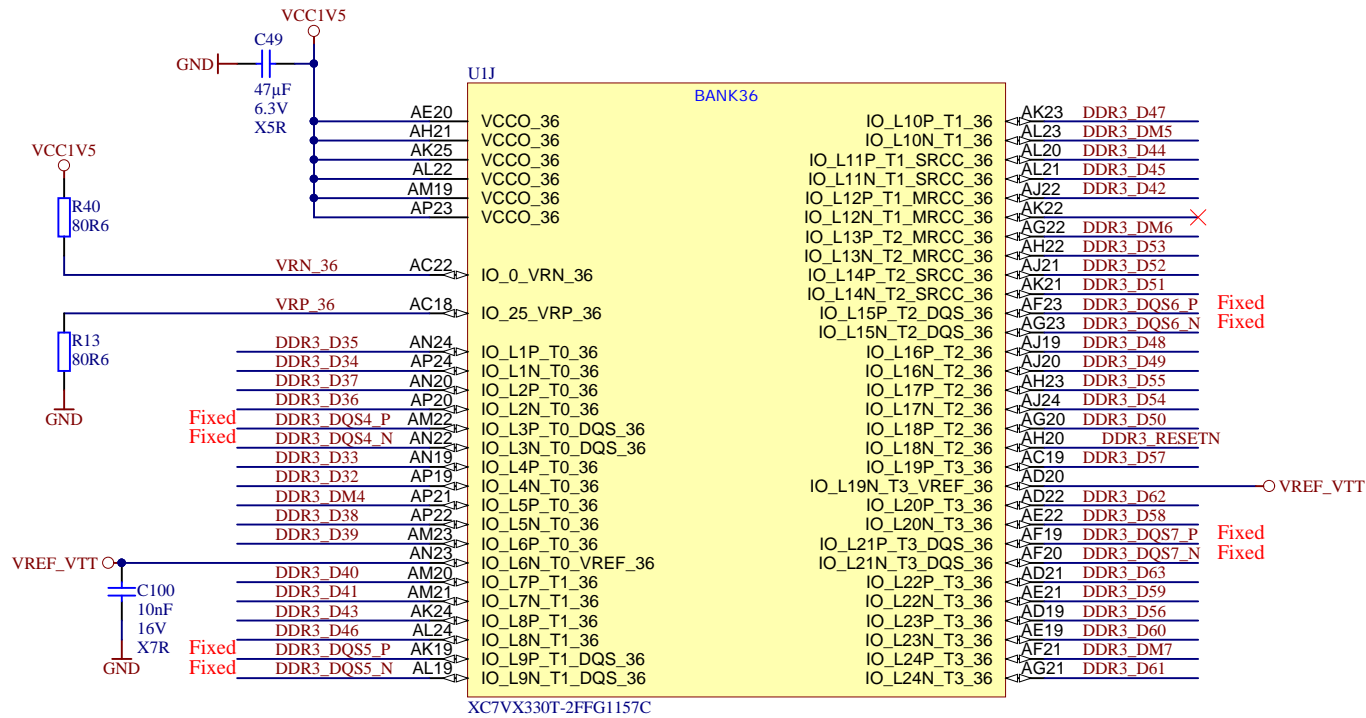 VCC1V5
C49
GND
47µF
6.3V
X5R
U1J
BANK36
AE20 VCCO_36
AH21 VCCO_36
AK25 VCCO_36
AL22 VCCO_36
AM19 VCCO_36
AP23 VCCO_36
VCC1V5
R40
80R6
VRN_36 AC22 IO_0_VRN_36
VRP_36 AC18 IO_25_VRP_36
R13
80R6
GND
DDR3_D35 AN24 IO_L1P_T0_36
DDR3_D34 AP24 IO_L1N_T0_36
DDR3_D37 AN20 IO_L2P_T0_36
DDR3_D36 AP20 IO_L2N_T0_36
Fixed DDR3_DQS4_P AM22 IO_L3P_T0_DQS_36
Fixed DDR3_DQS4_N AN22 IO_L3N_T0_DQS_36
DDR3_D33 AN19 IO_L4P_T0_36
DDR3_D32 AP19 IO_L4N_T0_36
DDR3_DM4 AP21 IO_L5P_T0_36
DDR3_D38 AP22 IO_L5N_T0_36
DDR3_D39 AM23 IO_L6P_T0_36
VREF_VTT AN23 IO_L6N_T0_VREF_36
C100
10nF
16V
X7R
GND
DDR3_D40 AM20 IO_L7P_T1_36
DDR3_D41 AM21 IO_L7N_T1_36
DDR3_D43 AK24 IO_L8P_T1_36
DDR3_D46 AL24 IO_L8N_T1_36
Fixed DDR3_DQS5_P AK19 IO_L9P_T1_DQS_36
Fixed DDR3_DQS5_N AL19 IO_L9N_T1_DQS_36
IO_L10P_T1_36 AK23 DDR3_D47
IO_L10N_T1_36 AL23 DDR3_DM5
IO_L11P_T1_SRCC_36 AL20 DDR3_D44
IO_L11N_T1_SRCC_36 AL21 DDR3_D45
IO_L12P_T1_MRCC_36 AJ22 DDR3_D42
IO_L12N_T1_MRCC_36 AK22
IO_L13P_T2_MRCC_36 AG22 DDR3_DM6
IO_L13N_T2_MRCC_36 AH22 DDR3_D53
IO_L14P_T2_SRCC_36 AJ21 DDR3_D52
IO_L14N_T2_SRCC_36 AK21 DDR3_D51
IO_L15P_T2_DQS_36 AF23 DDR3_DQS6_P Fixed
IO_L15N_T2_DQS_36 AG23 DDR3_DQS6_N Fixed
IO_L16P_T2_36 AJ19 DDR3_D48
IO_L16N_T2_36 AJ20 DDR3_D49
IO_L17P_T2_36 AH23 DDR3_D55
IO_L17N_T2_36 AJ24 DDR3_D54
IO_L18P_T2_36 AG20 DDR3_D50
IO_L18N_T2_36 AH20 DDR3_RESETN
IO_L19P_T3_36 AC19 DDR3_D57
IO_L19N_T3_VREF_36 AD20 VREF_VTT
IO_L20P_T3_36 AD22 DDR3_D62
IO_L20N_T3_36 AE22 DDR3_D58
IO_L21P_T3_DQS_36 AF19 DDR3_DQS7_P Fixed
IO_L21N_T3_DQS_36 AF20 DDR3_DQS7_N Fixed
IO_L22P_T3_36 AD21 DDR3_D63
IO_L22N_T3_36 AE21 DDR3_D59
IO_L23P_T3_36 AD19 DDR3_D56
IO_L23N_T3_36 AE19 DDR3_D60
IO_L24P_T3_36 AF21 DDR3_DM7
IO_L24N_T3_36 AG21 DDR3_D61
XC7VX330T-2FFG1157C